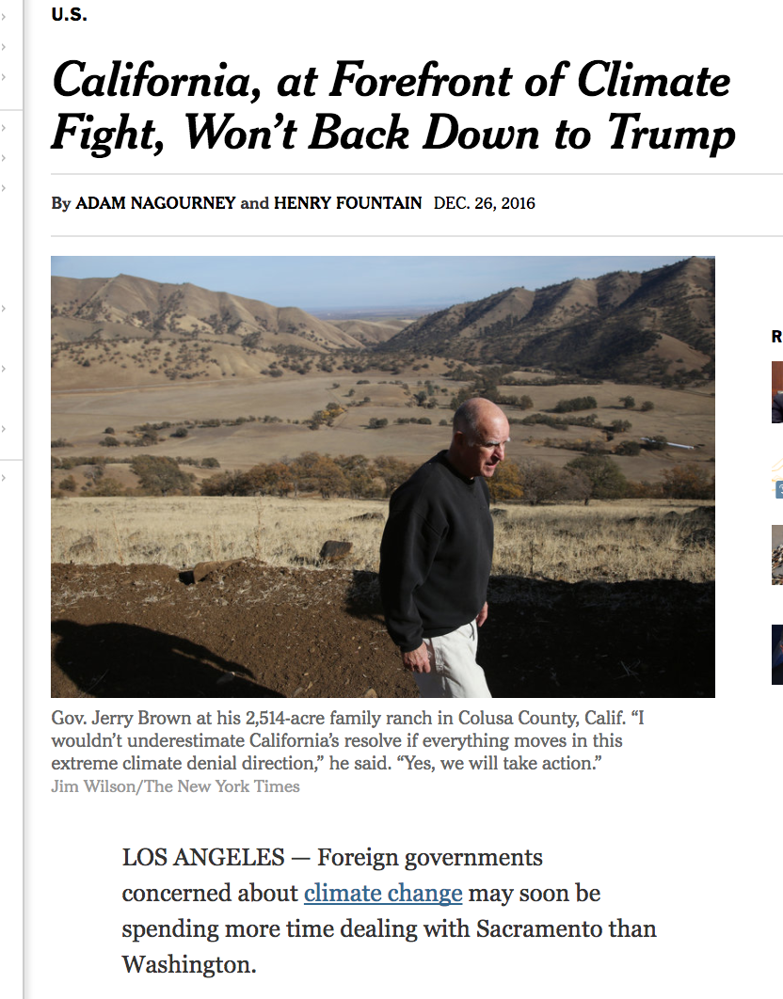 U.S.
California, at Forefront of Climate
Fight, Won’t Back Down to Trump
By ADAM NAGOURNEY and HENRY FOUNTAIN DEC. 26, 2016
R
Gov. Jerry Brown at his 2,514-acre family ranch in Colusa County, Calif. “I
wouldn’t underestimate California’s resolve if everything moves in this
extreme climate denial direction,” he said. “Yes, we will take action.”
Jim Wilson/The New York Times
LOS ANGELES — Foreign governments
concerned about climate change may soon be
spending more time dealing with Sacramento than
Washington.